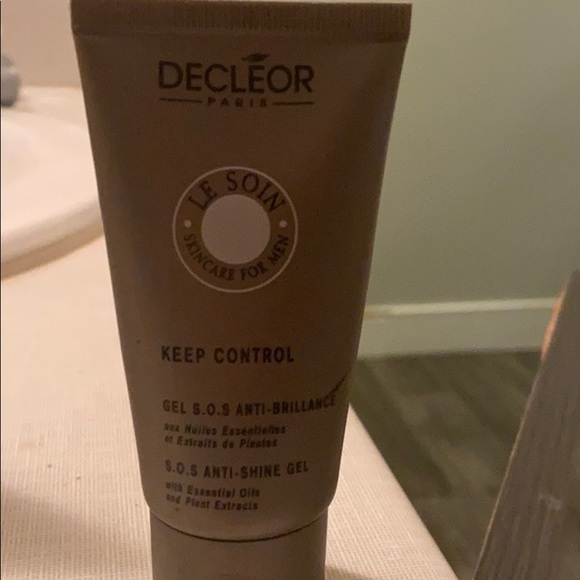 DECLÉOR
PARIS
LE SOIN
SKINCARE FOR MEN
KEEP CONTROL
GEL S.O.S ANTI-BRILLANCE
aux Huiles Essentielles
et Extraits de Plantes
S.O.S ANTI-SHINE GEL
with Essential Oils
and Plant Extracts